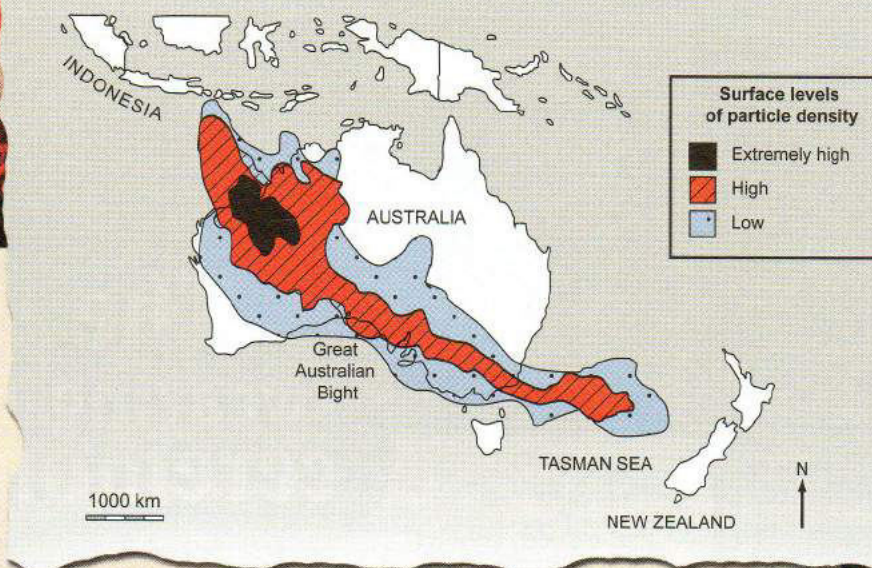 INDONESIA
Surface levels
of particle density
Extremely high
High
Low
AUSTRALIA
Great
Australian
Bight
TASMAN SEA
NEW ZEALAND
1000 km
N